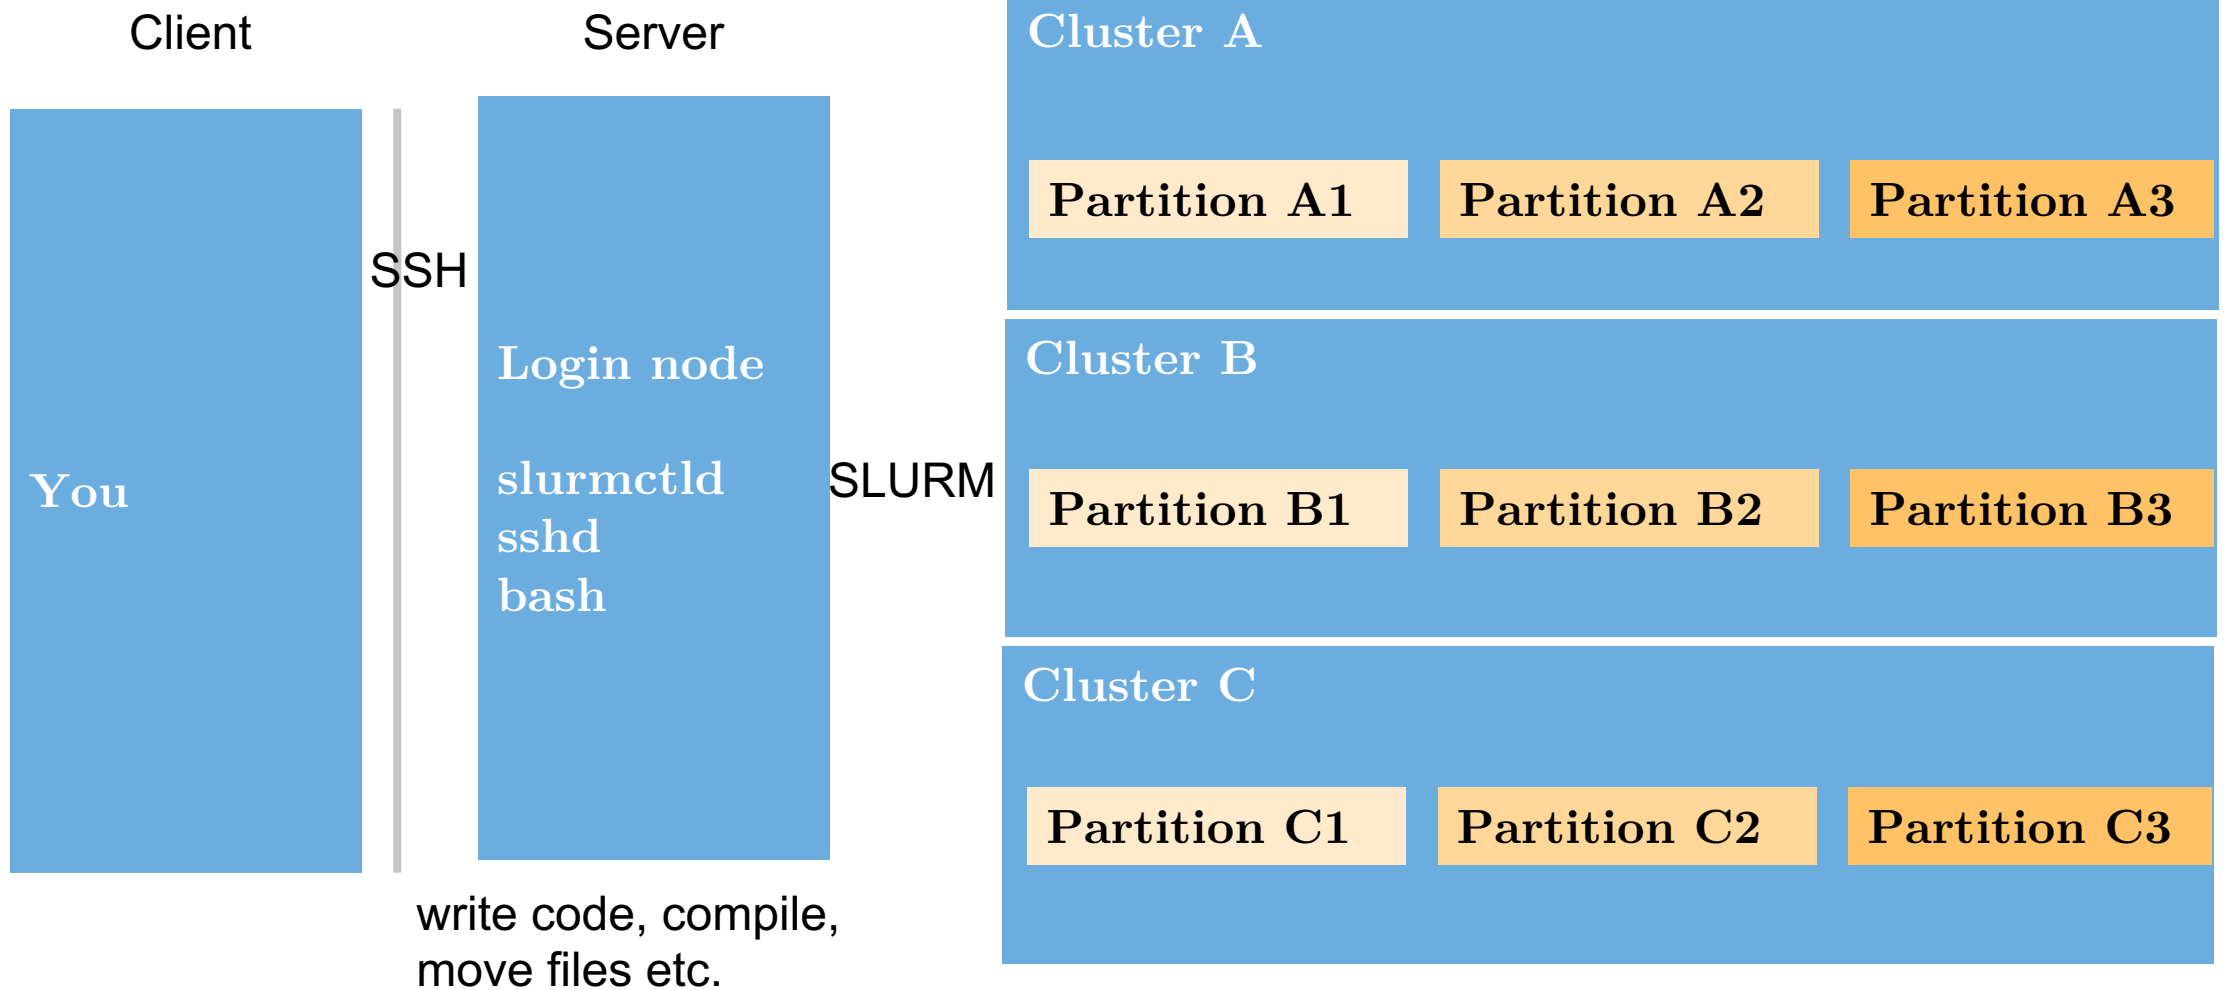 Client
You
SSH
Server
Login node
slurmctld
sshd
bash
write code, compile,
move files etc.
SLURM
Cluster A
Partition A1
Partition A2
Partition A3
Cluster B
Partition B1
Partition B2
Partition B3
Cluster C
Partition C1
Partition C2
Partition C3